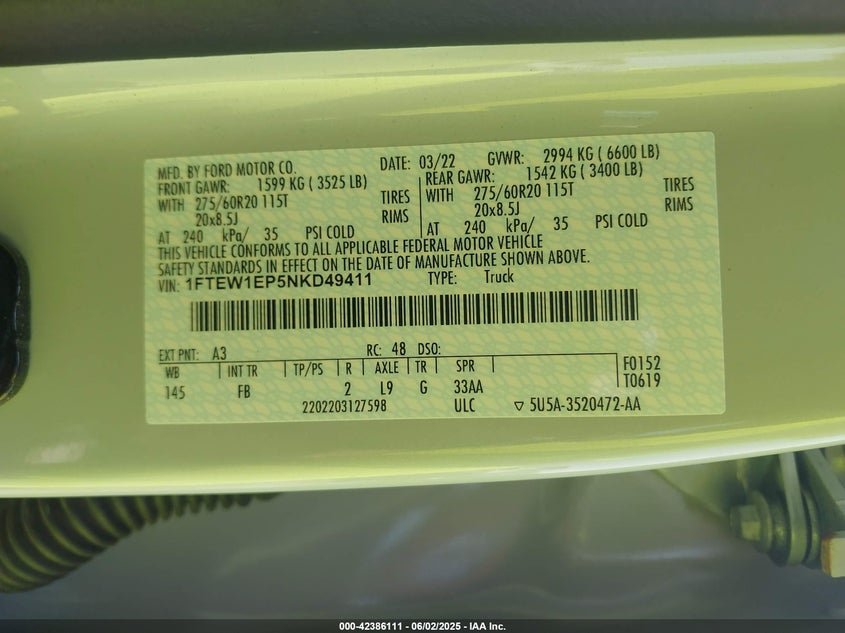 MFD. BY FORD MOTOR CO. DATE: 03/22 GVWR: 2994 KG ( 6600 LB)
FRONT GAWR: 1599 KG ( 3525 LB) REAR GAWR: 1542 KG ( 3400 LB)
WITH 275/60R20 115T TIRES WITH 275/60R20 115T TIRES
20x8.5J RIMS 20x8.5J RIMS
AT 240 kPa/ 35 PSI COLD AT 240 kPa/ 35 PSI COLD
THIS VEHICLE CONFORMS TO ALL APPLICABLE FEDERAL MOTOR VEHICLE
SAFETY STANDARDS IN EFFECT ON THE DATE OF MANUFACTURE SHOWN ABOVE.
VIN: 1FTEW1EP5NKD49411 TYPE: Truck
EXT PNT: A3 RC: 48 DSO:
WB INT TR TP/PS R AXLE TR SPR F0152
145 FB 2 L9 G 33AA T0619
2202203127598 ULC ▽ 5U5A-3520472-AA
000-42386111 - 06/02/2025 - IAA Inc.